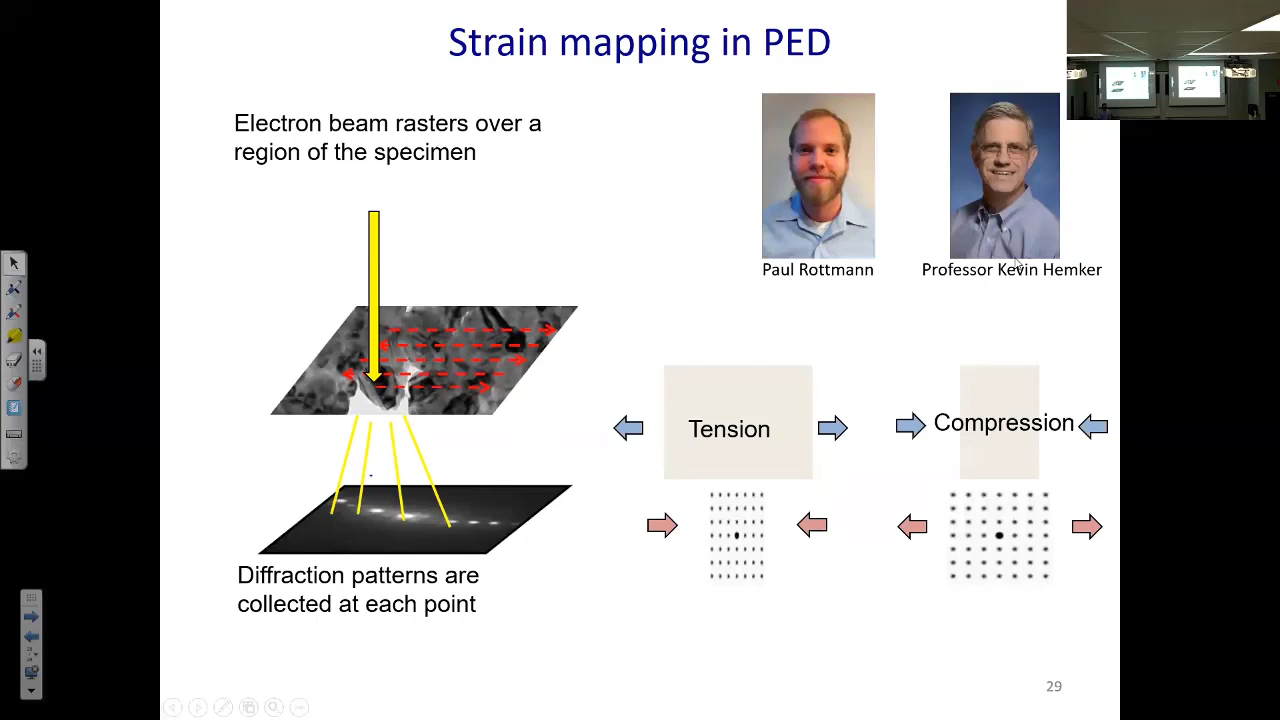 Strain mapping in PED
Electron beam rasters over a
region of the specimen
Paul Rottmann
Professor Kevin Hemker
Tension
Compression
Diffraction patterns are
collected at each point
29